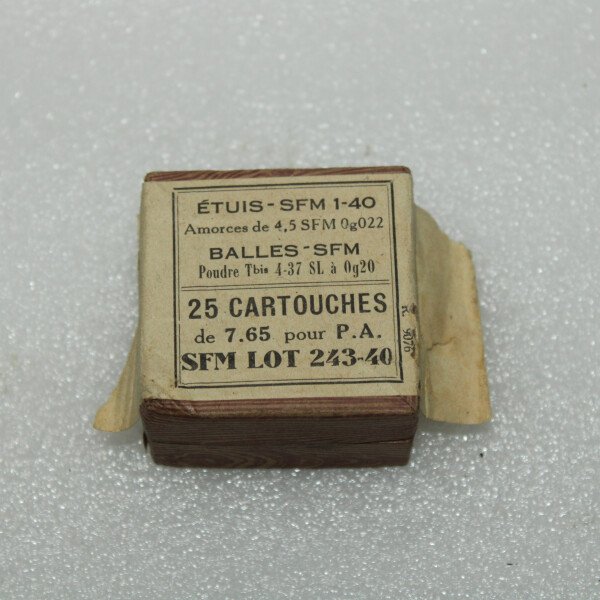 ÉTUIS - SFM 1-40
Amorces de 4,5 SFM 0g022
BALLES - SFM
Poudre Tbis 4-37 SL à 0g20
25 CARTOUCHES
de 7.65 pour P.A.
SFM LOT 243-40
R. 9076